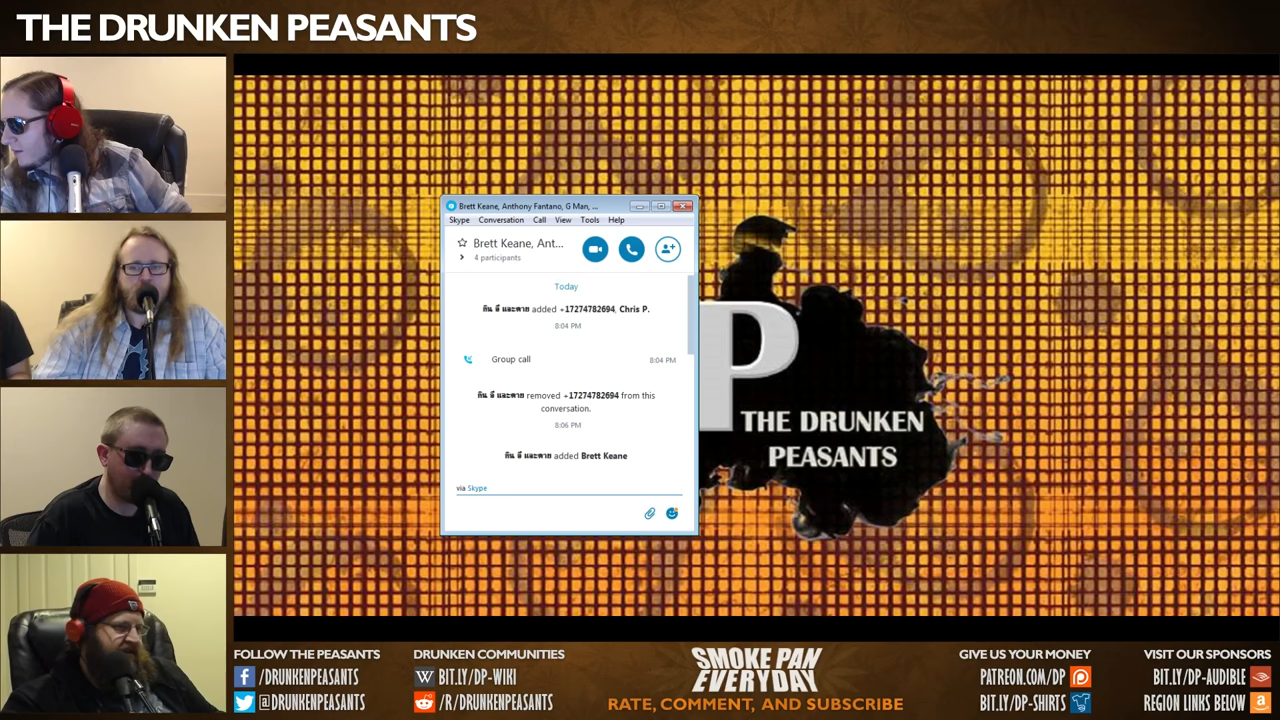 THE DRUNKEN PEASANTS
Brett Keane, Anthony Fantano, G Man, ...
Skype Conversation Call View Tools Help
Brett Keane, Ant...
4 participants
Today
กิน ขี้ และตาย added +17274782694, Chris P.
8:04 PM
Group call 8:04 PM
กิน ขี้ และตาย removed +17274782694 from this
conversation.
8:06 PM
กิน ขี้ และตาย added Brett Keane
via Skype
P
THE DRUNKEN
PEASANTS
FOLLOW THE PEASANTS
/DRUNKENPEASANTS
@DRUNKENPEASANTS
DRUNKEN COMMUNITIES
BIT.LY/DP-WIKI
/R/DRUNKENPEASANTS
SMOKE PAN
EVERYDAY
RATE, COMMENT, AND SUBSCRIBE
GIVE US YOUR MONEY
PATREON.COM/DP
BIT.LY/DP-SHIRTS
VISIT OUR SPONSORS
BIT.LY/DP-AUDIBLE
REGION LINKS BELOW